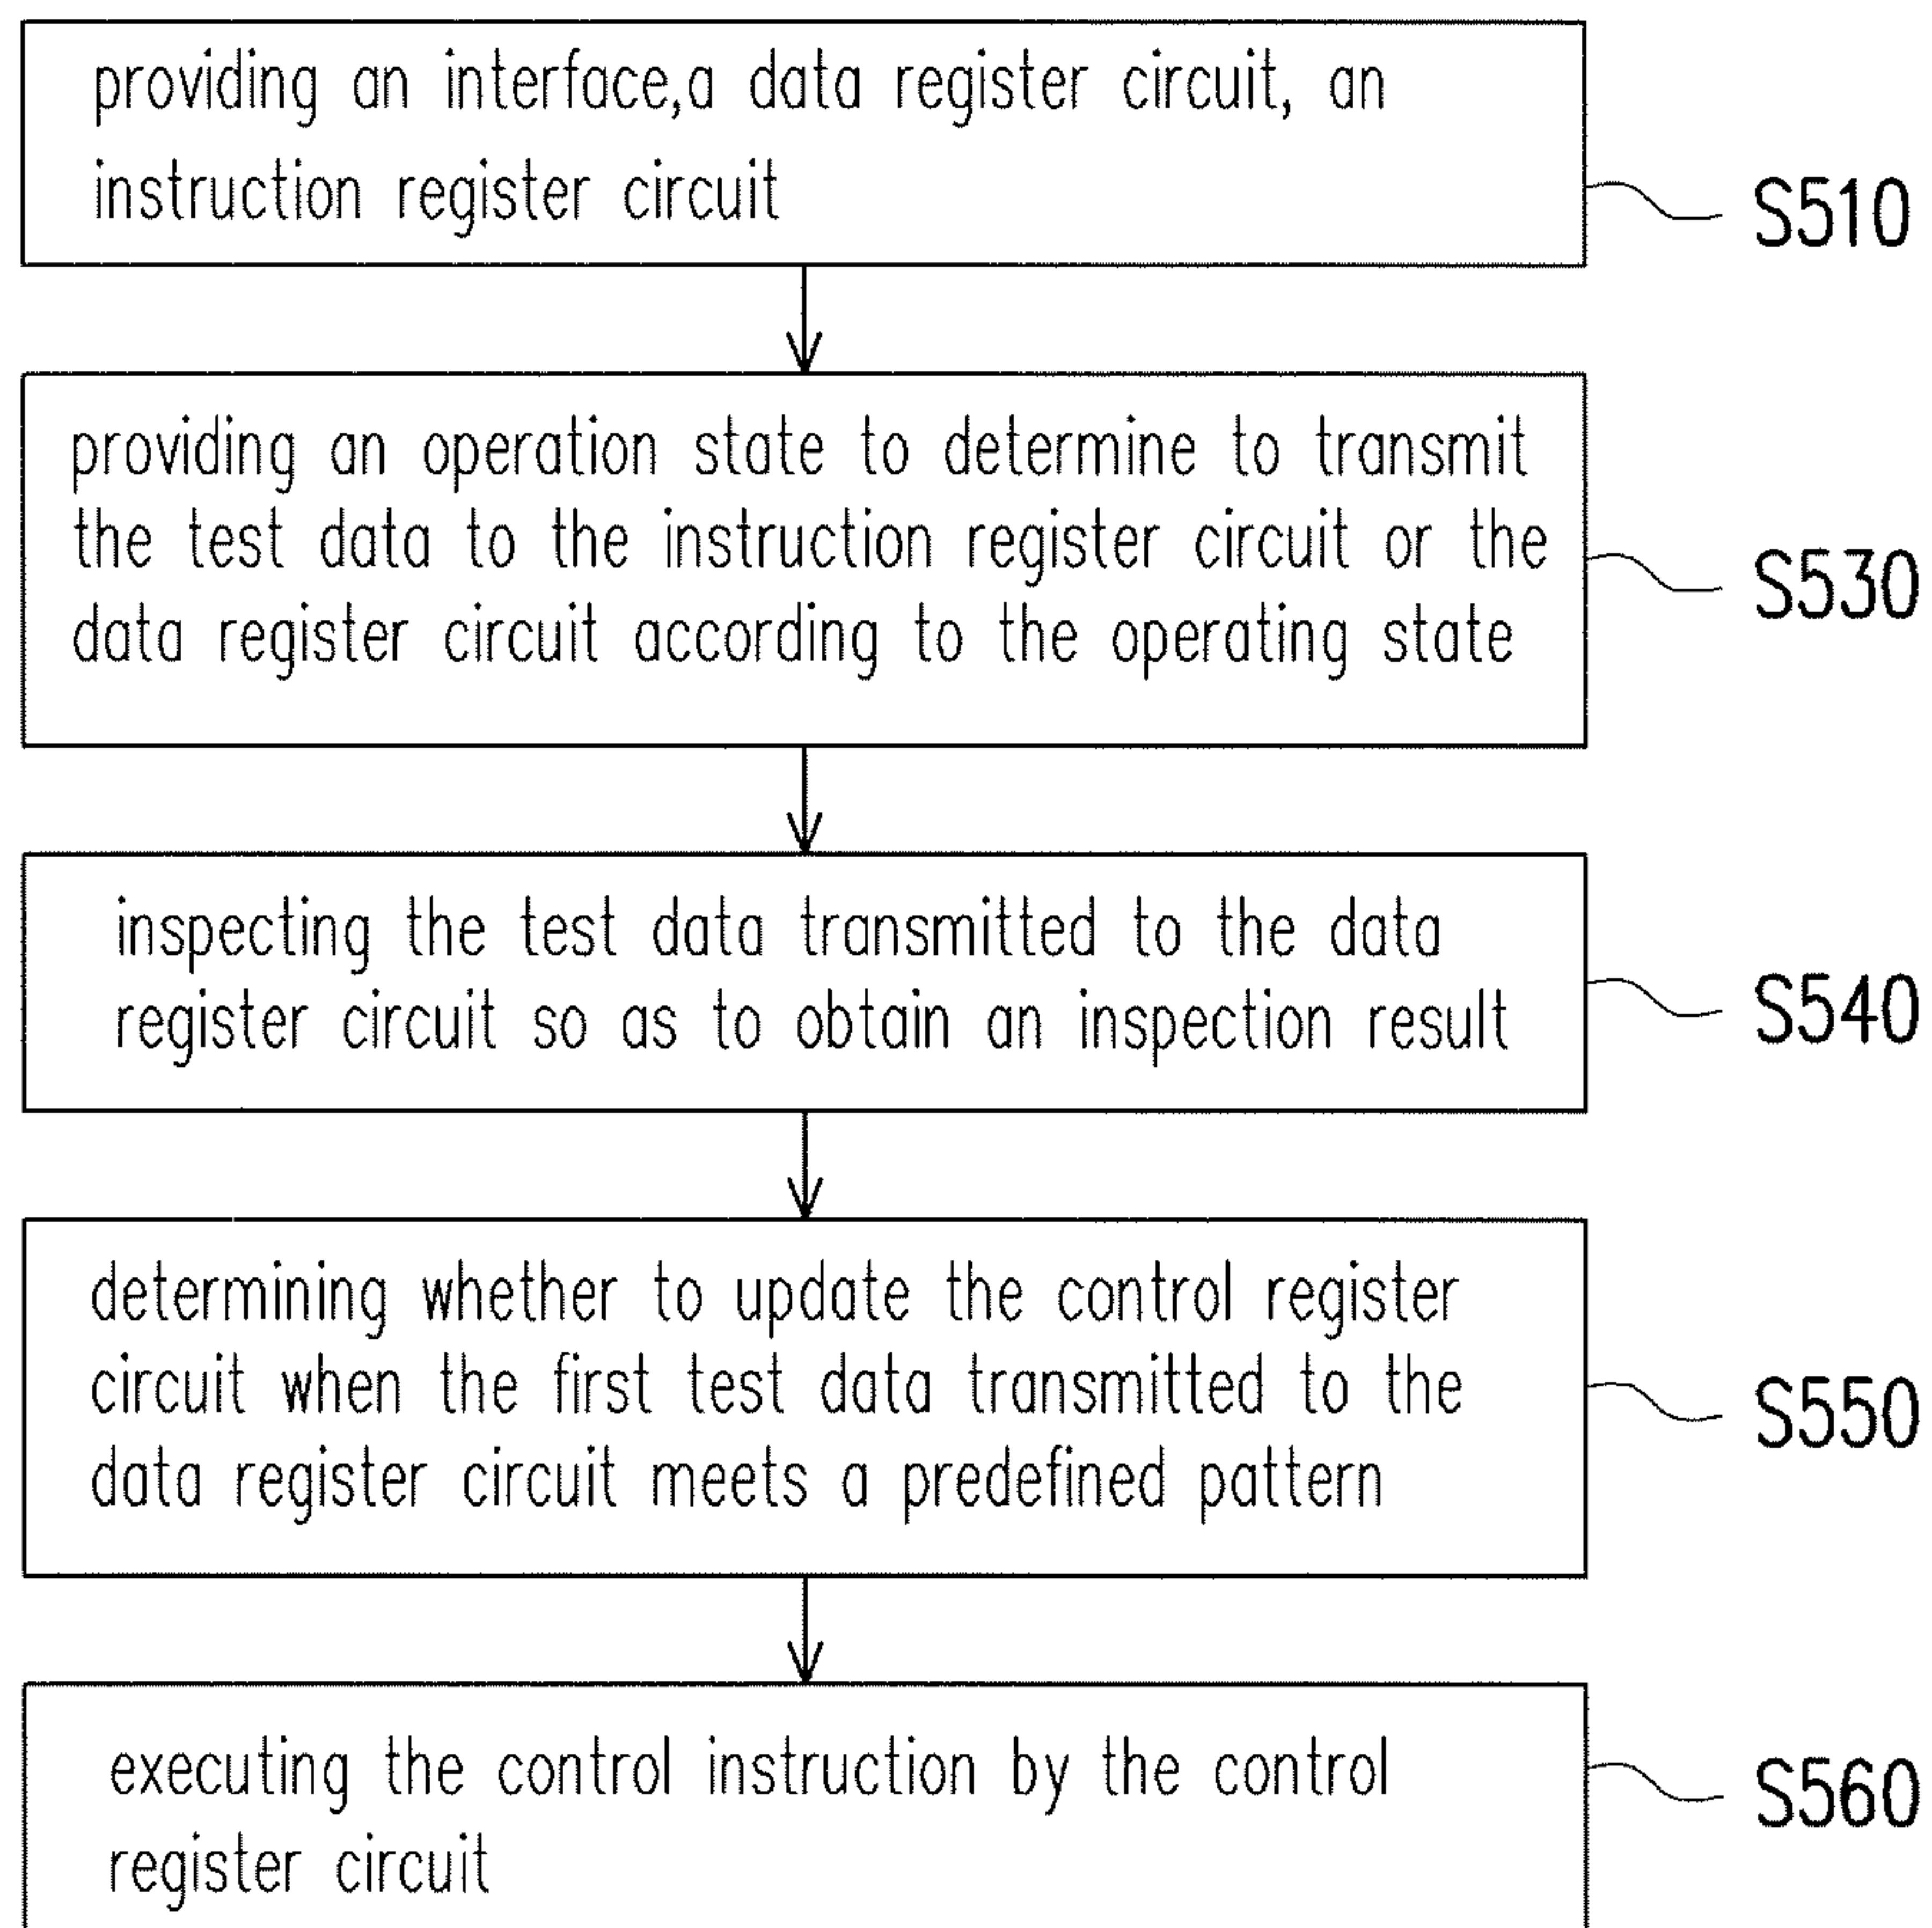 providing an interface,a data register circuit, an
instruction register circuit
S510
providing an operation state to determine to transmit
the test data to the instruction register circuit or the
data register circuit according to the operating state
S530
inspecting the test data transmitted to the data
register circuit so as to obtain an inspection result
S540
determining whether to update the control register
circuit when the first test data transmitted to the
data register circuit meets a predefined pattern
S550
executing the control instruction by the control
register circuit
S560